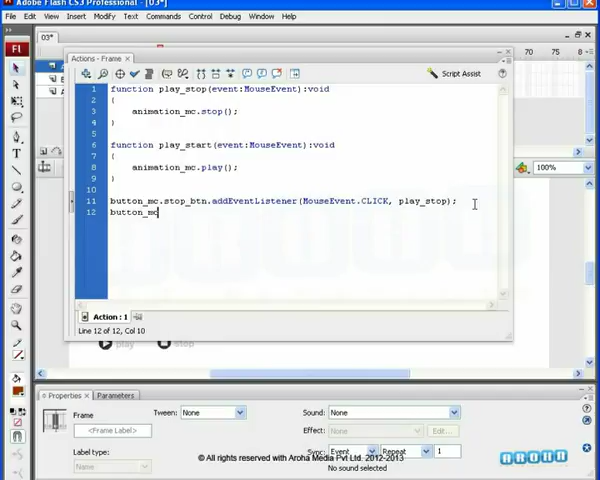 Adobe Flash CS3 Professional - [03*]
File Edit View Insert Modify Text Commands Control Debug Window Help
03*
70 75 8
Actions - Frame ×
Script Assist
1 function play_stop(event:MouseEvent):void
2 {
3 animation_mc.stop();
4 }
5
6 function play_start(event:MouseEvent):void
7 {
8 animation_mc.play();
9 }
10
11 button_mc.stop_btn.addEventListener(MouseEvent.CLICK, play_stop);
12 button_mc
100%
Action : 1
Line 12 of 12, Col 10
play stop
Properties × Parameters
Frame
<Frame Label>
Label type:
Name
Tween: None
Sound: None
Effect: None Edit...
Sync: Event Repeat 1
No sound selected
© All rights reserved with Aroha Media Pvt Ltd. 2012-2013
AROHA